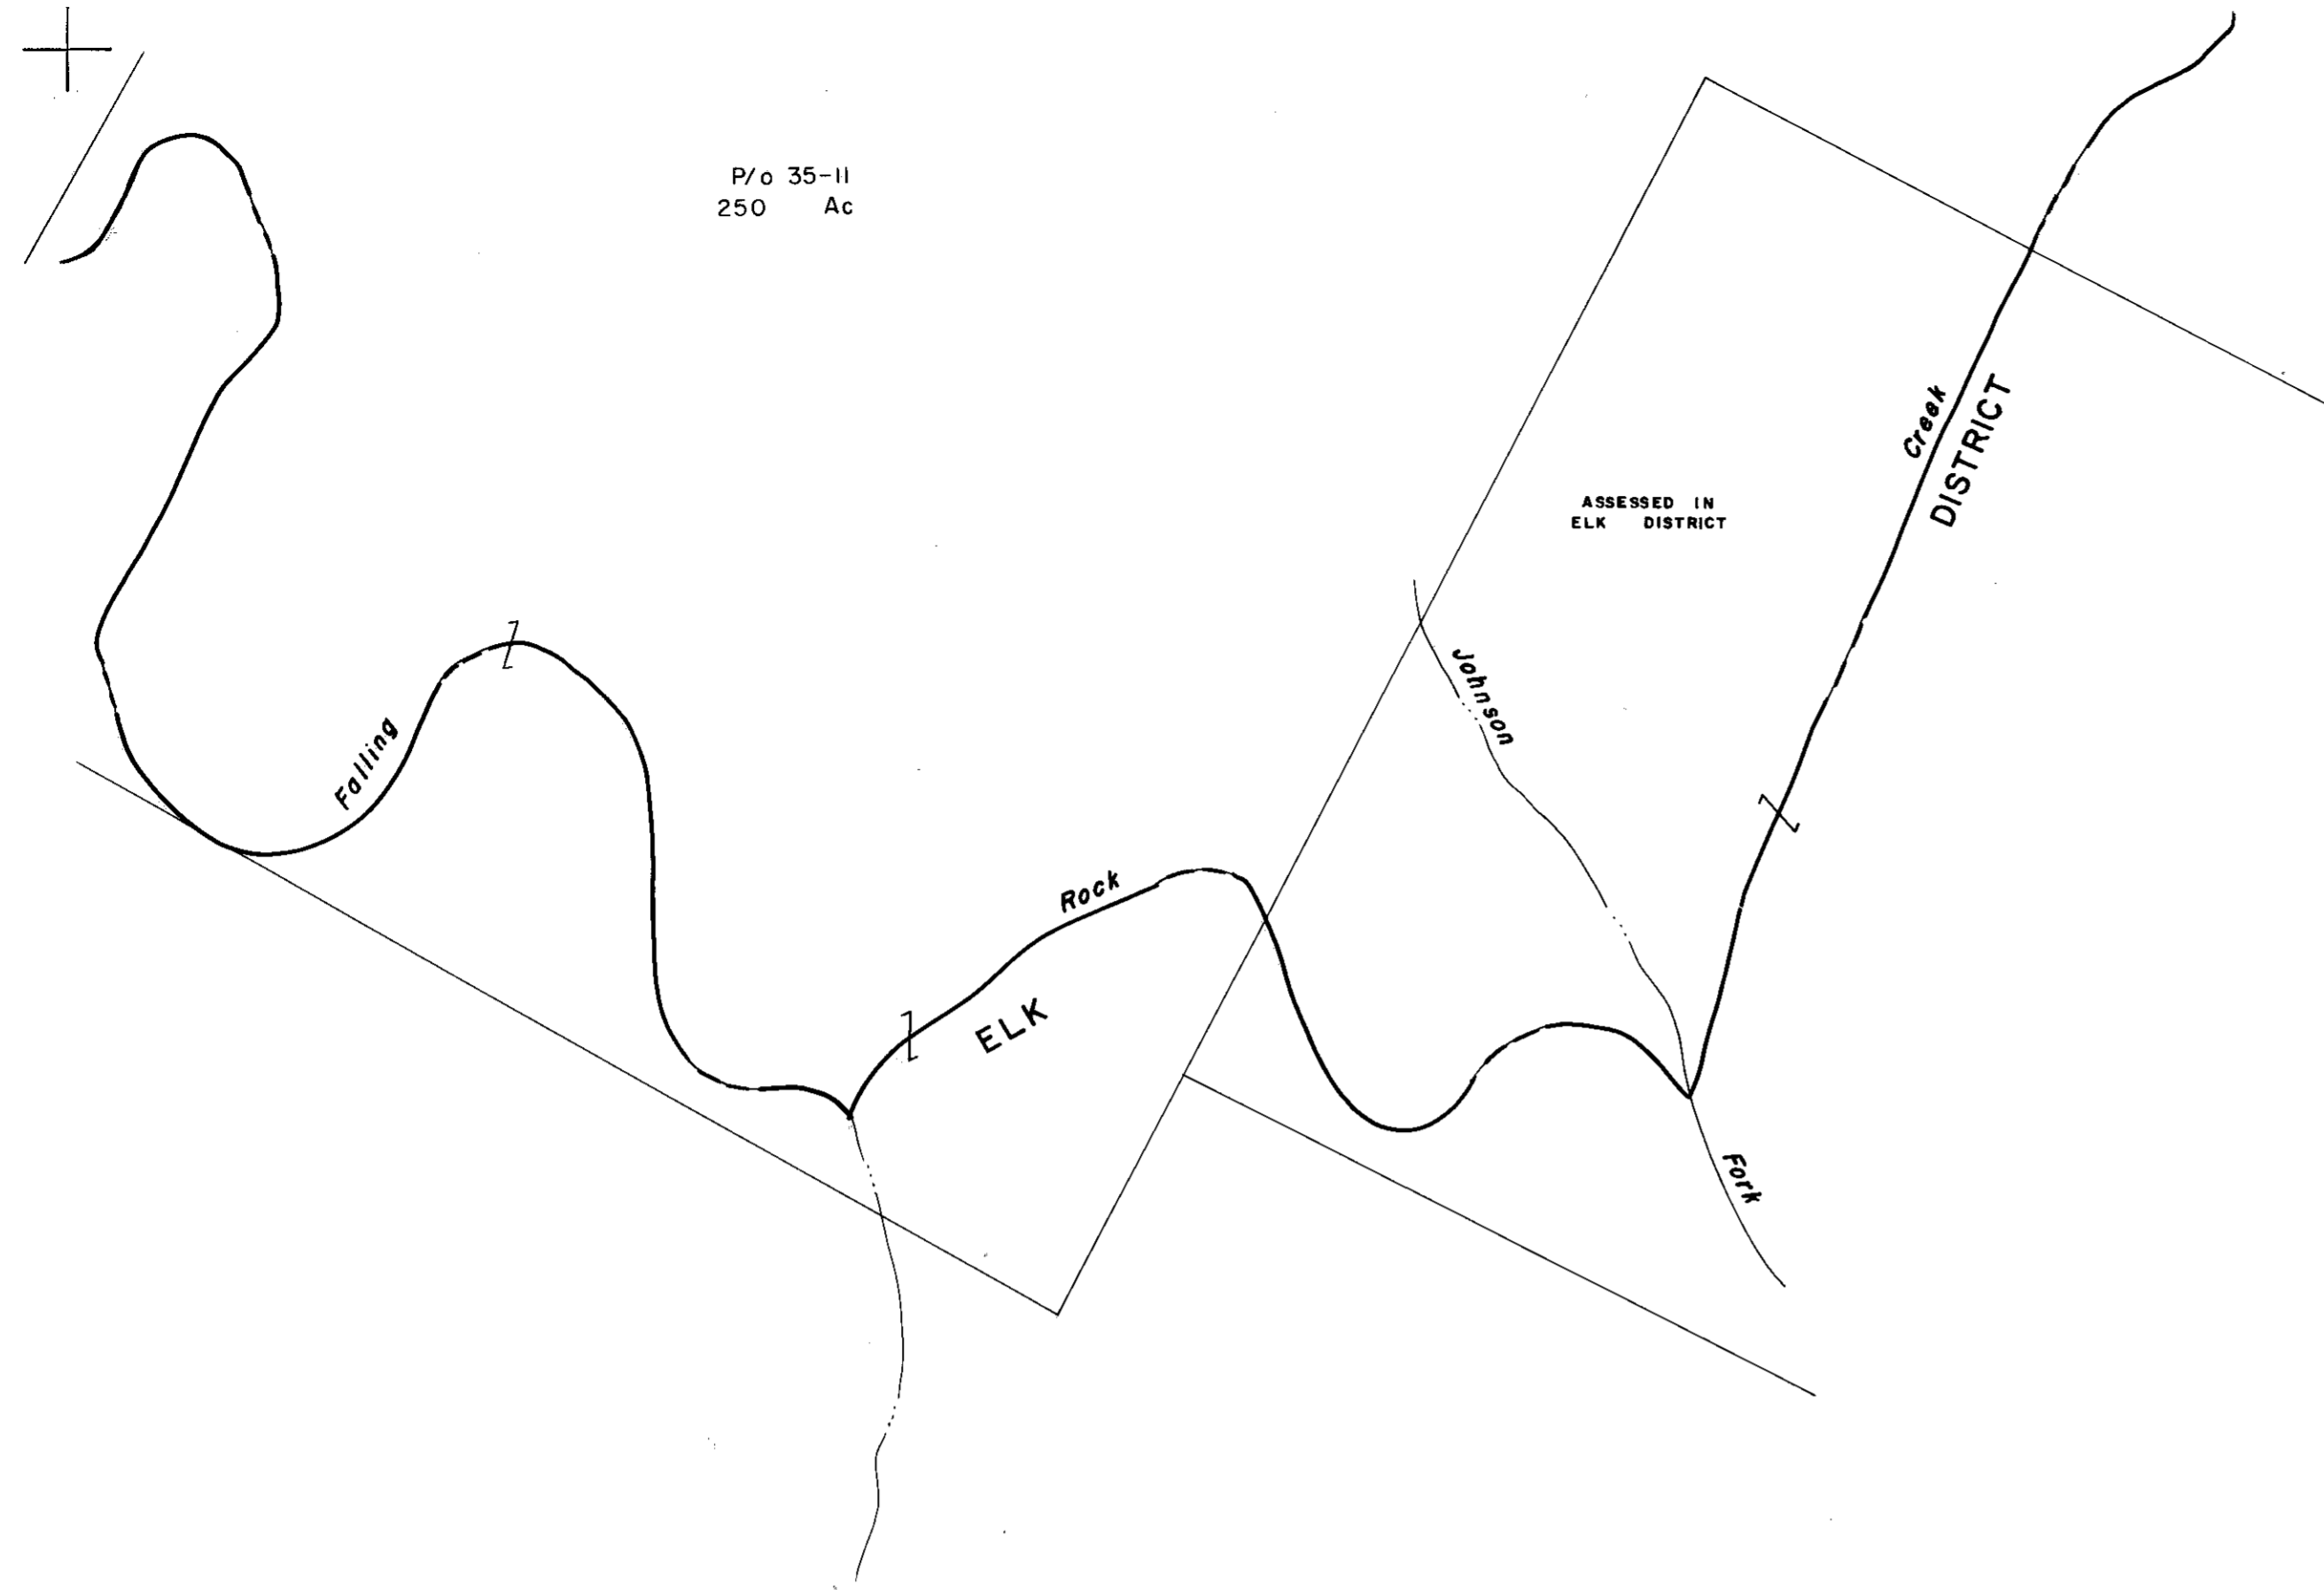 P/o 35-11
250 Ac
Creek
DISTRICT
ASSESSED IN
ELK DISTRICT
Johnson
Falling
Rock
ELK
Fork